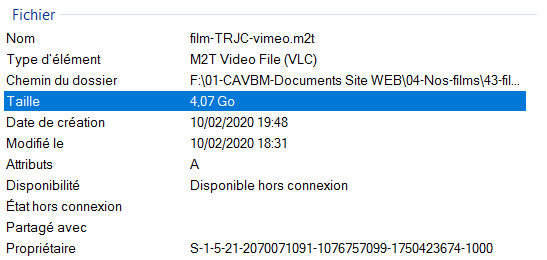 Fichier
Nom film-TRJC-vimeo.m2t
Type d'élément M2T Video File (VLC)
Chemin du dossier F:\01-CAVBM-Documents Site WEB\04-Nos-films\43-fil...
Taille 4,07 Go
Date de création 10/02/2020 19:48
Modifié le 10/02/2020 18:31
Attributs A
Disponibilité Disponible hors connexion
État hors connexion
Partagé avec
Propriétaire S-1-5-21-2070071091-1076757099-1750423674-1000